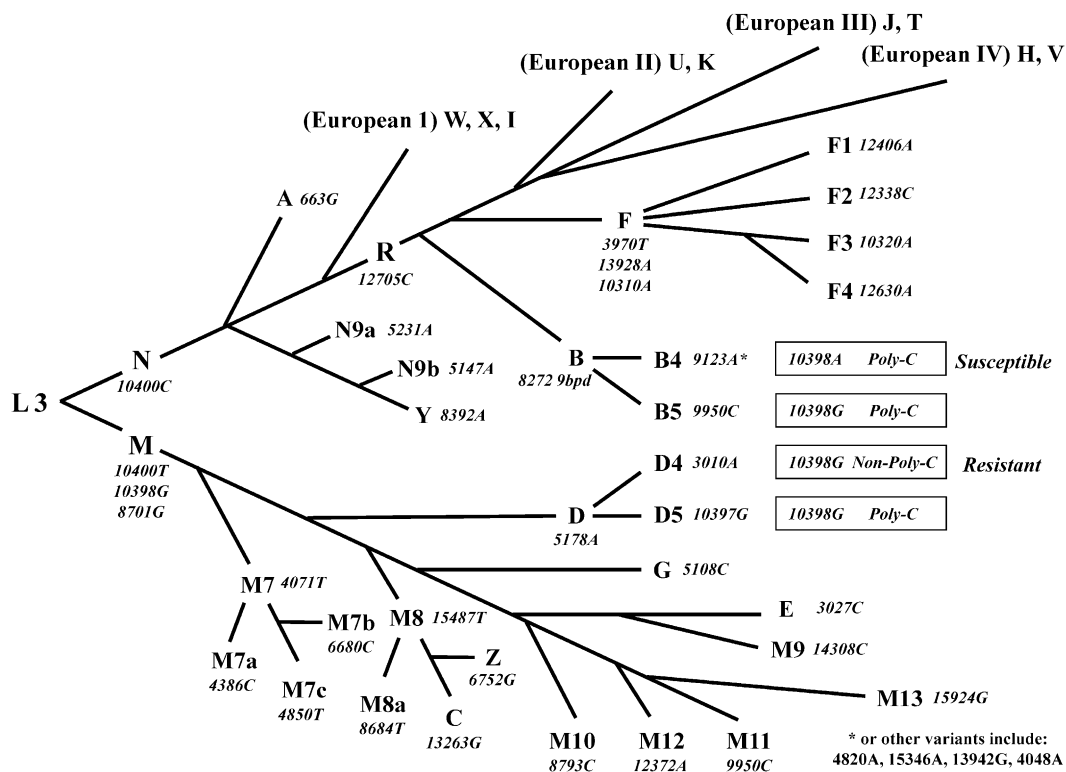 (European III) J, T
(European IV) H, V
(European II) U, K
(European 1) W, X, I
F1 12406A
A 663G
F2 12338C
F
3970T
13928A
10310A
R
12705C
F3 10320A
F4 12630A
N9a 5231A
N
10400C
N9b 5147A
B
8272 9bpd
B4 9123A*
10398A Poly-C
Susceptible
L 3
Y 8392A
B5 9950C
10398G Poly-C
M
10400T
10398G
8701G
D4 3010A
10398G Non-Poly-C
Resistant
D
5178A
D5 10397G
10398G Poly-C
G 5108C
M7 4071T
E 3027C
M8 15487T
M7b
6680C
M9 14308C
M7a
4386C
Z
6752G
M7c
4850T
M8a
8684T
C
13263G
M13 15924G
M10
8793C
M12
12372A
M11
9950C
* or other variants include:
4820A, 15346A, 13942G, 4048A